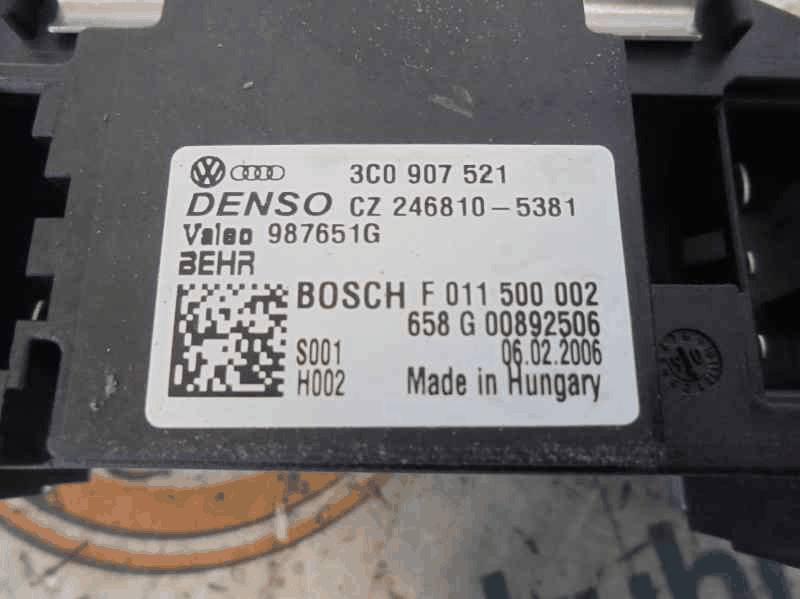 3C0 907 521
DENSO CZ 246810-5381
Valeo 987651G
BEHR
BOSCH F 011 500 002
658 G 00892506
S001 06.02.2006
H002 Made in Hungary